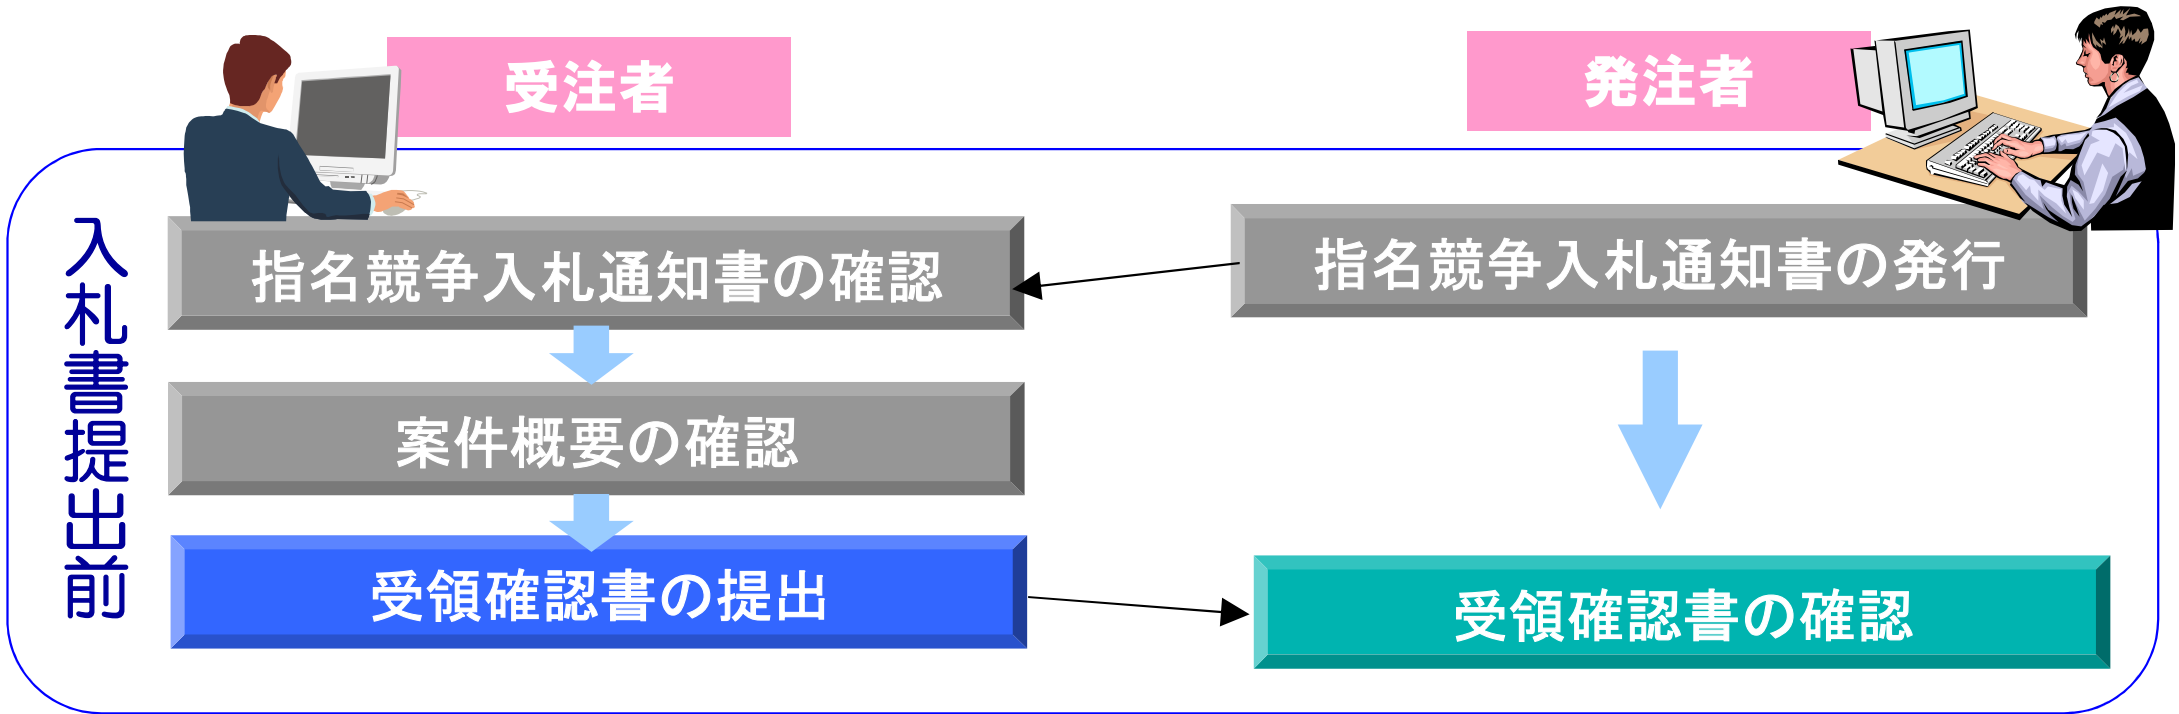 受注者
発注者
入札書提出前
指名競争入札通知書の確認
指名競争入札通知書の発行
案件概要の確認
受領確認書の提出
受領確認書の確認